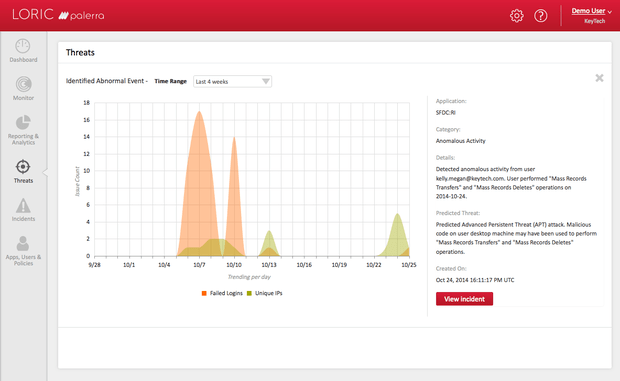 LORIC palerra
Demo User
KeyTech
Dashboard
Monitor
Reporting &
Analytics
Threats
Incidents
Apps, Users &
Policies
Threats
Identified Abnormal Event - Time Range Last 4 weeks
18
16
14
12
10
8
6
4
2
0
Issue Count
9/28 10/1 10/4 10/7 10/10 10/13 10/16 10/19 10/22 10/25
Trending per day
Failed Logins Unique IPs
Application:
SFDC:RI
Category:
Anomalous Activity
Details:
Detected anomalous activity from user
kelly.megan@keytech.com. User performed "Mass Records
Transfers" and "Mass Records Deletes" operations on
2014-10-24.
Predicted Threat:
Predicted Advanced Persistent Threat (APT) attack. Malicious
code on user desktop machine may have been used to perform
"Mass Records Transfers" and "Mass Records Deletes"
operations.
Created On:
Oct 24, 2014 16:11:17 PM UTC
View incident